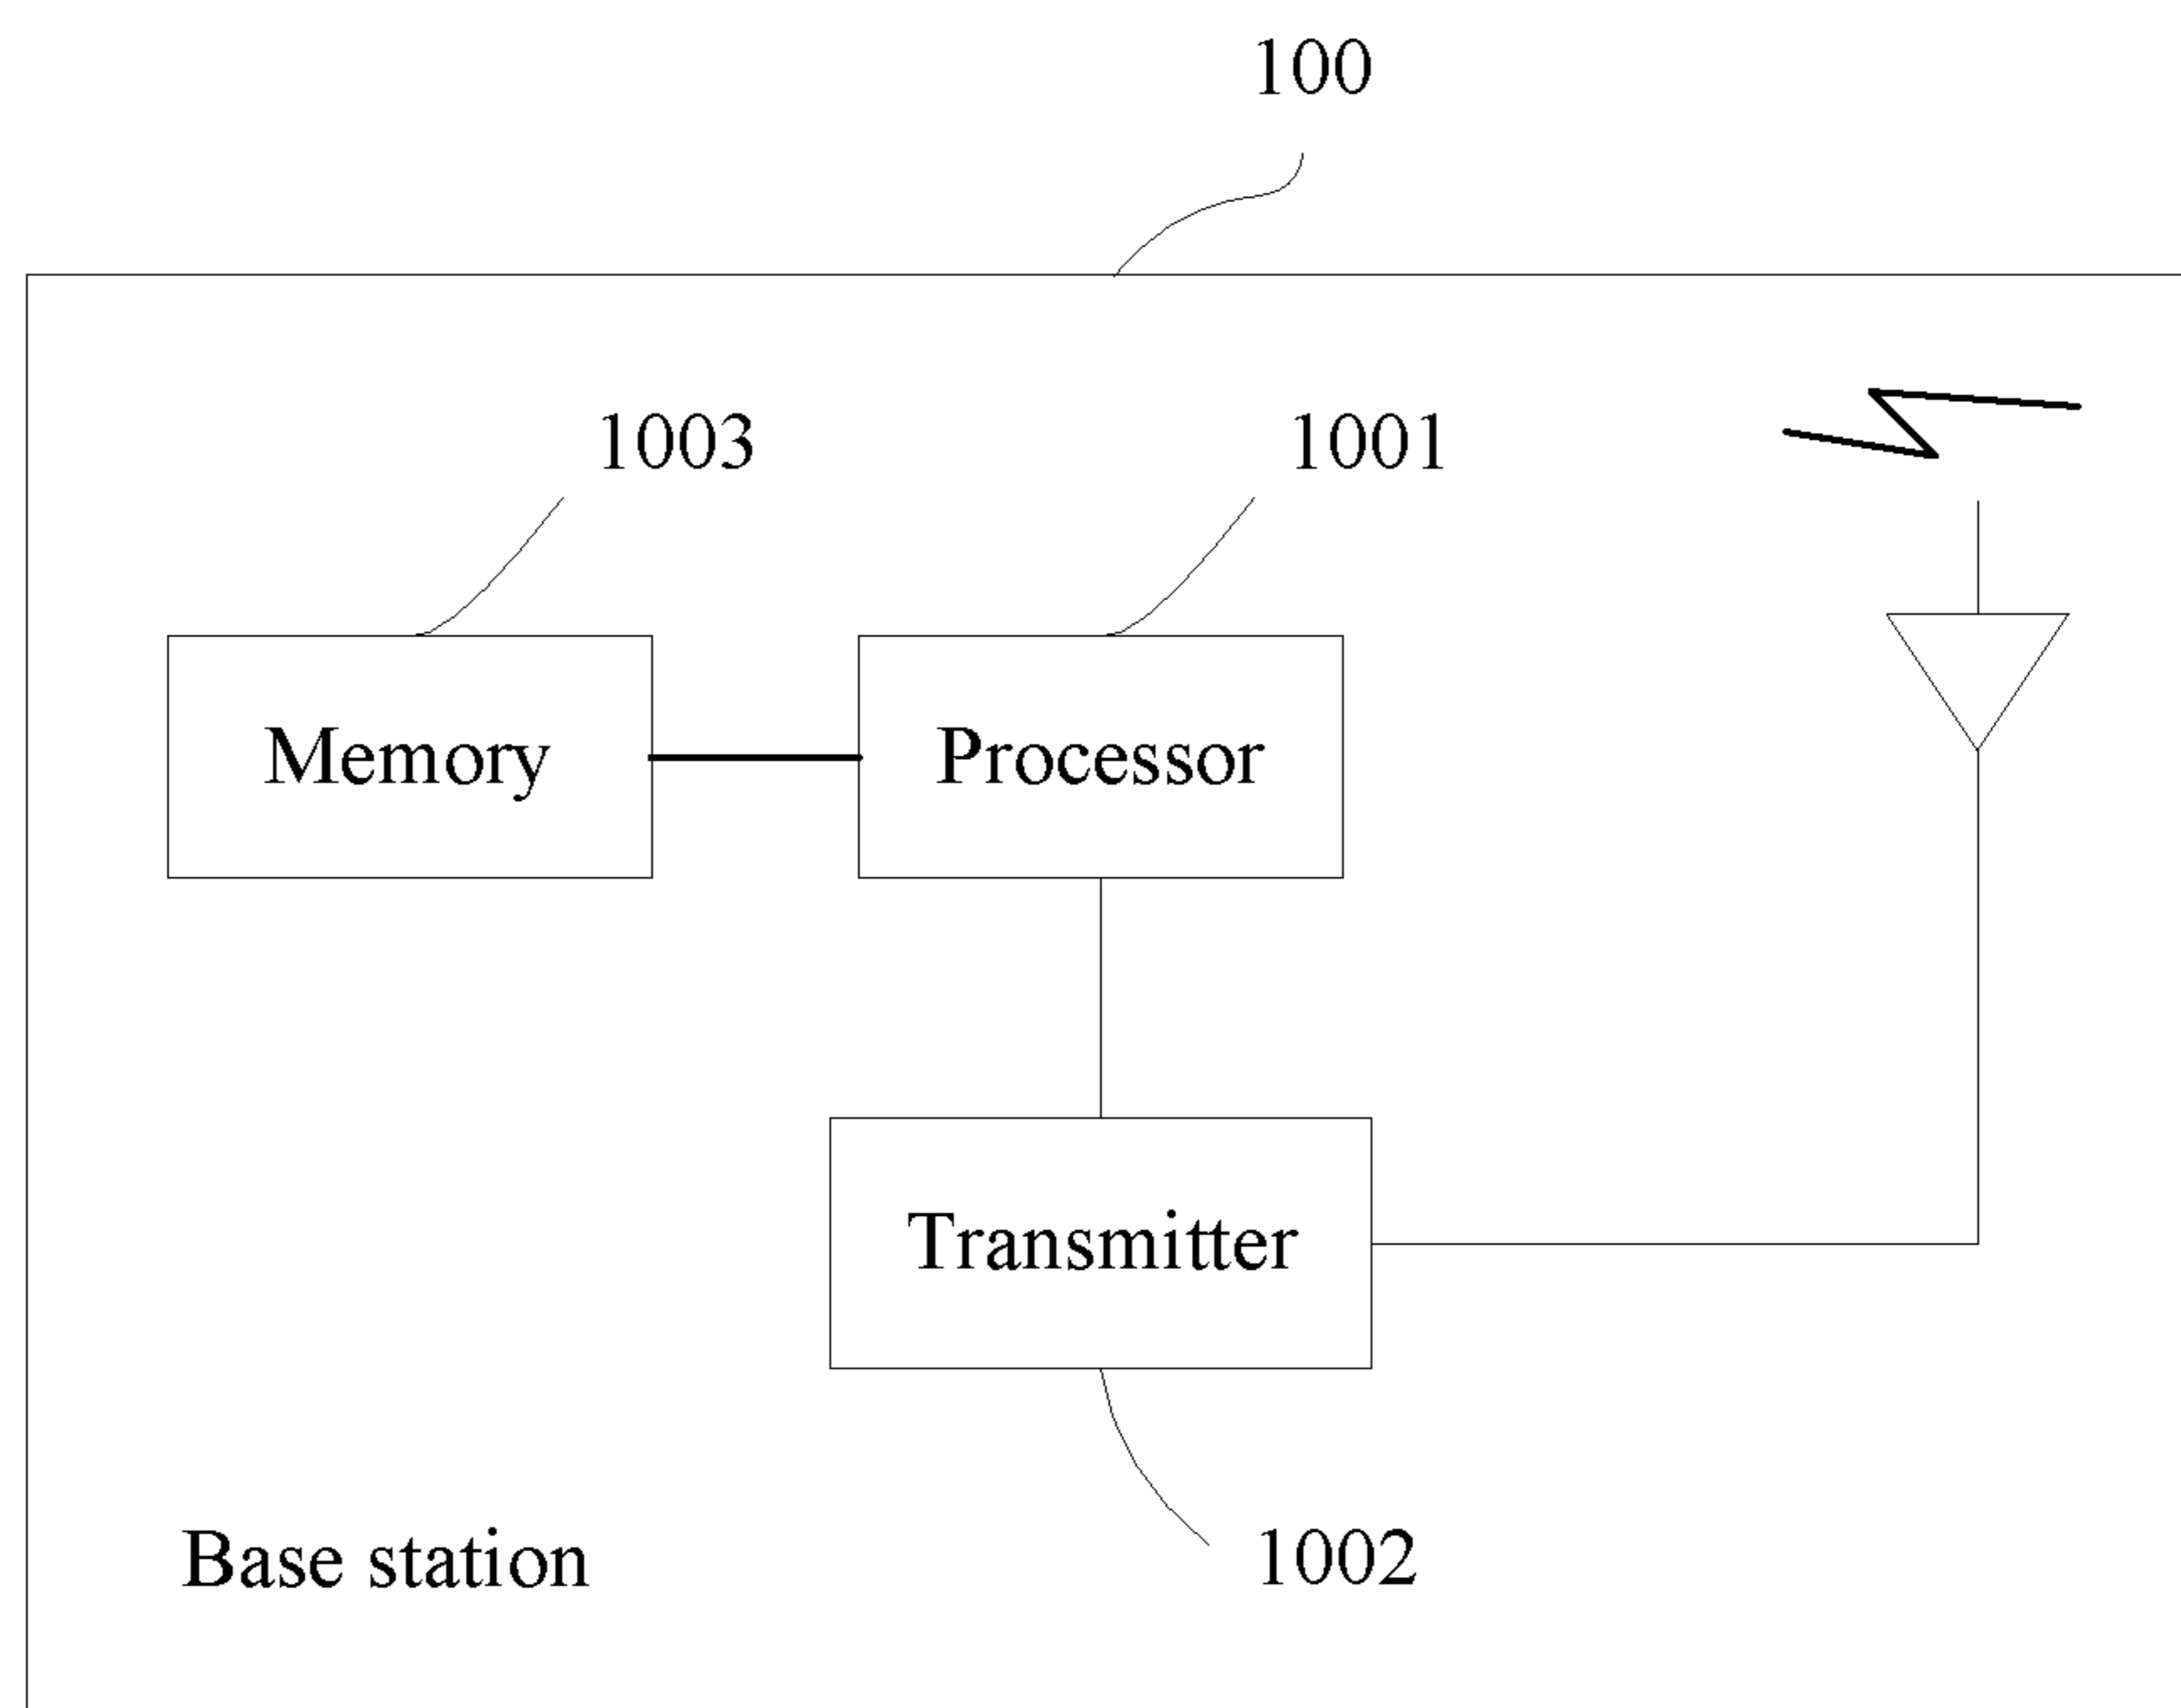 100
1003
1001
Memory
Processor
Transmitter
Base station
1002